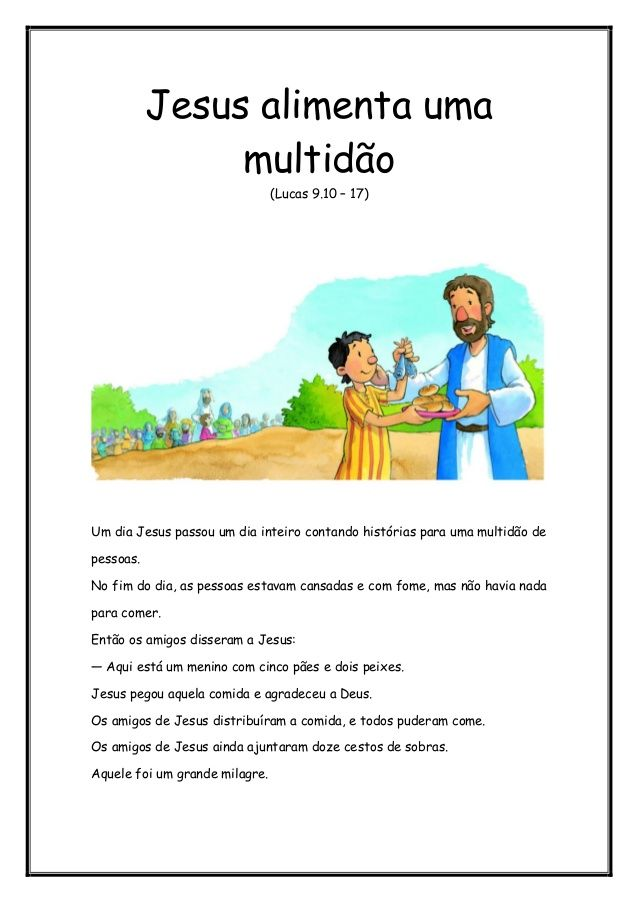 Jesus alimenta uma
multidão
(Lucas 9.10 – 17)
Um dia Jesus passou um dia inteiro contando histórias para uma multidão de
pessoas.
No fim do dia, as pessoas estavam cansadas e com fome, mas não havia nada
para comer.
Então os amigos disseram a Jesus:
— Aqui está um menino com cinco pães e dois peixes.
Jesus pegou aquela comida e agradeceu a Deus.
Os amigos de Jesus distribuíram a comida, e todos puderam come.
Os amigos de Jesus ainda ajuntaram doze cestos de sobras.
Aquele foi um grande milagre.